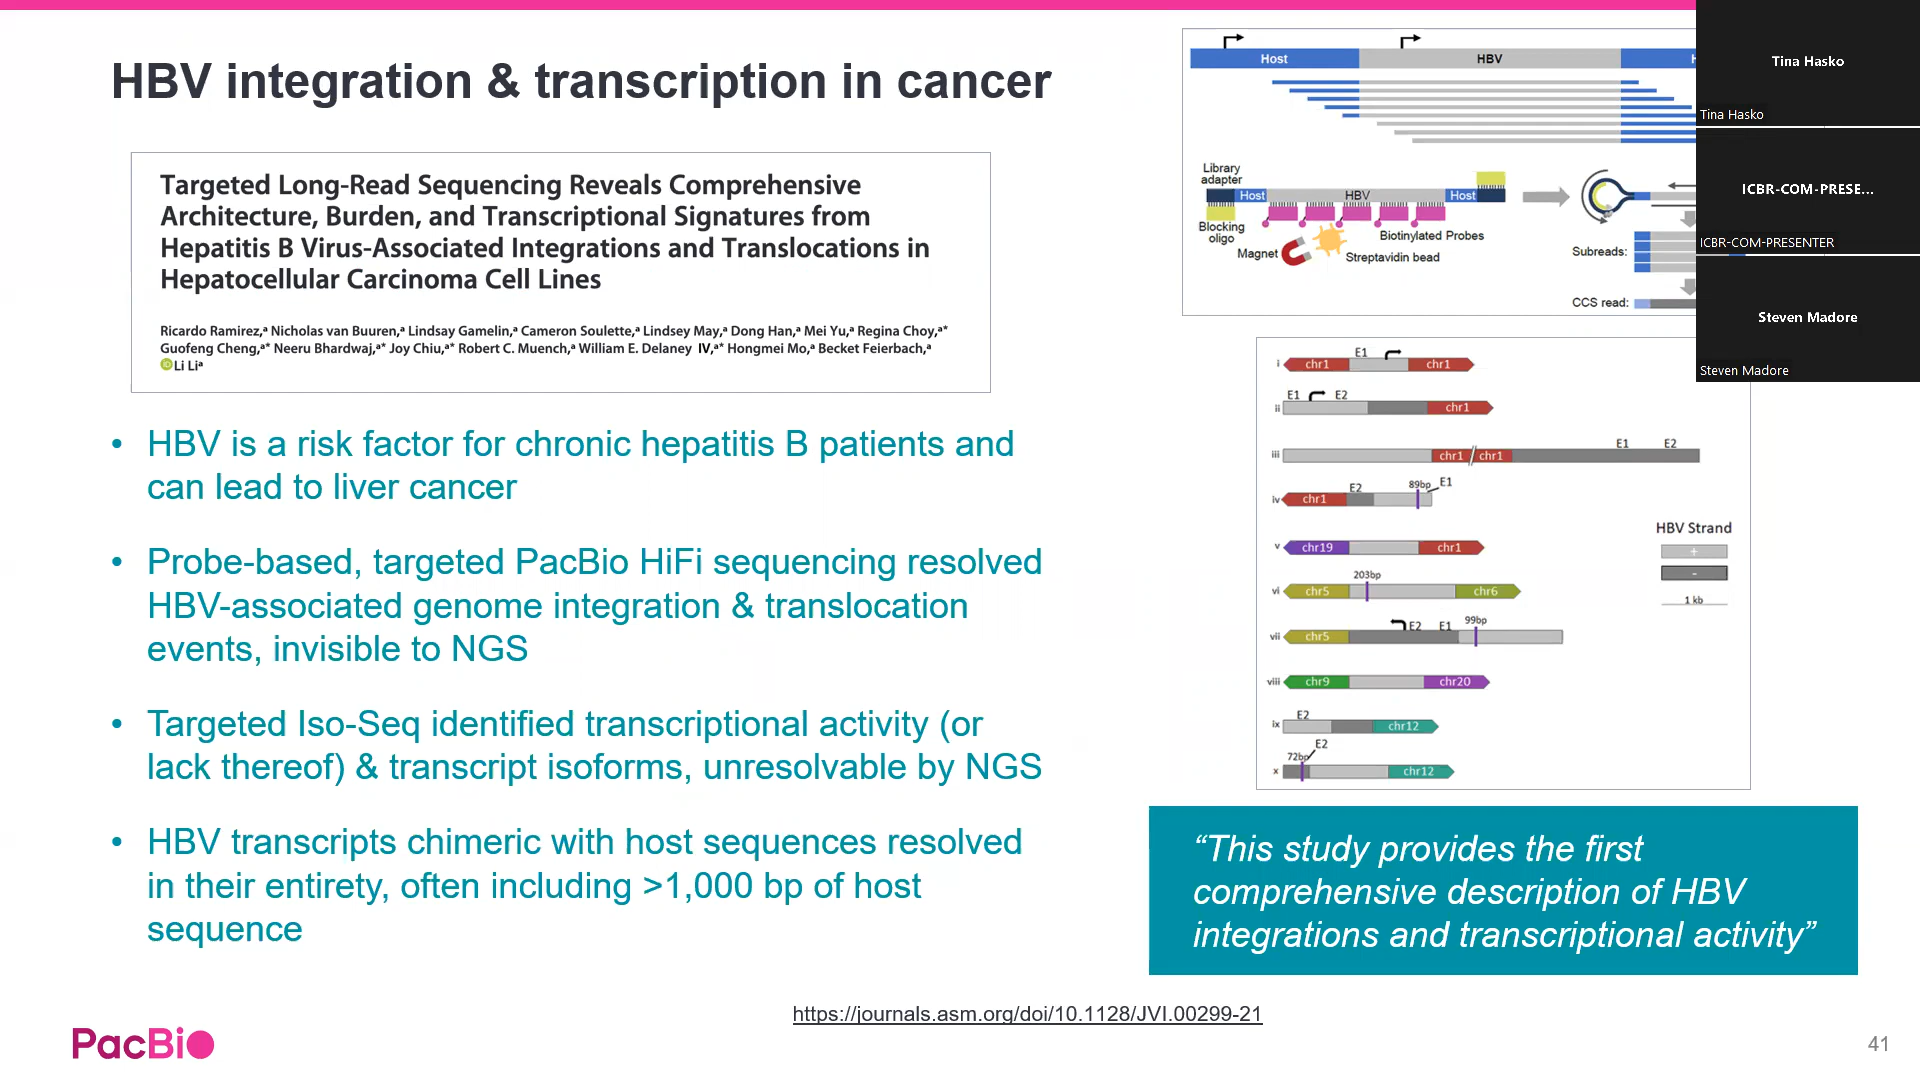 HBV integration & transcription in cancer
Targeted Long-Read Sequencing Reveals Comprehensive
Architecture, Burden, and Transcriptional Signatures from
Hepatitis B Virus-Associated Integrations and Translocations in
Hepatocellular Carcinoma Cell Lines
Ricardo Ramirez,ᵃ Nicholas van Buuren,ᵃ Lindsay Gamelin,ᵃ Cameron Soulette,ᵃ Lindsey May,ᵃ Dong Han,ᵃ Mei Yu,ᵃ Regina Choy,ᵃ*
Guofeng Cheng,ᵃ* Neeru Bhardwaj,ᵃ* Joy Chiu,ᵃ* Robert C. Muench,ᵃ William E. Delaney IV,ᵃ* Hongmei Mo,ᵃ Becket Feierbach,ᵃ
iD Li Liᵃ
• HBV is a risk factor for chronic hepatitis B patients and
can lead to liver cancer
• Probe-based, targeted PacBio HiFi sequencing resolved
HBV-associated genome integration & translocation
events, invisible to NGS
• Targeted Iso-Seq identified transcriptional activity (or
lack thereof) & transcript isoforms, unresolvable by NGS
• HBV transcripts chimeric with host sequences resolved
in their entirety, often including >1,000 bp of host
sequence
Host HBV H
Library
adapter
Host HBV Host
Blocking
oligo
Biotinylated Probes
Magnet
Streptavidin bead
Subreads:
CCS read:
Tina Hasko
Tina Hasko
ICBR-COM-PRESE...
ICBR-COM-PRESENTER
Steven Madore
Steven Madore
E1
i chr1 chr1
E1 E2
ii chr1
E1 E2
iii chr1 chr1
E2 89bp E1
iv chr1
v chr19 chr1
203bp
vi chr5 chr6
E2 E1 99bp
vii chr5
viii chr9 chr20
E2
ix chr12
E2
72bp
x chr12
HBV Strand
+
-
1 kb
“This study provides the first
comprehensive description of HBV
integrations and transcriptional activity”
https://journals.asm.org/doi/10.1128/JVI.00299-21
PacBio
41